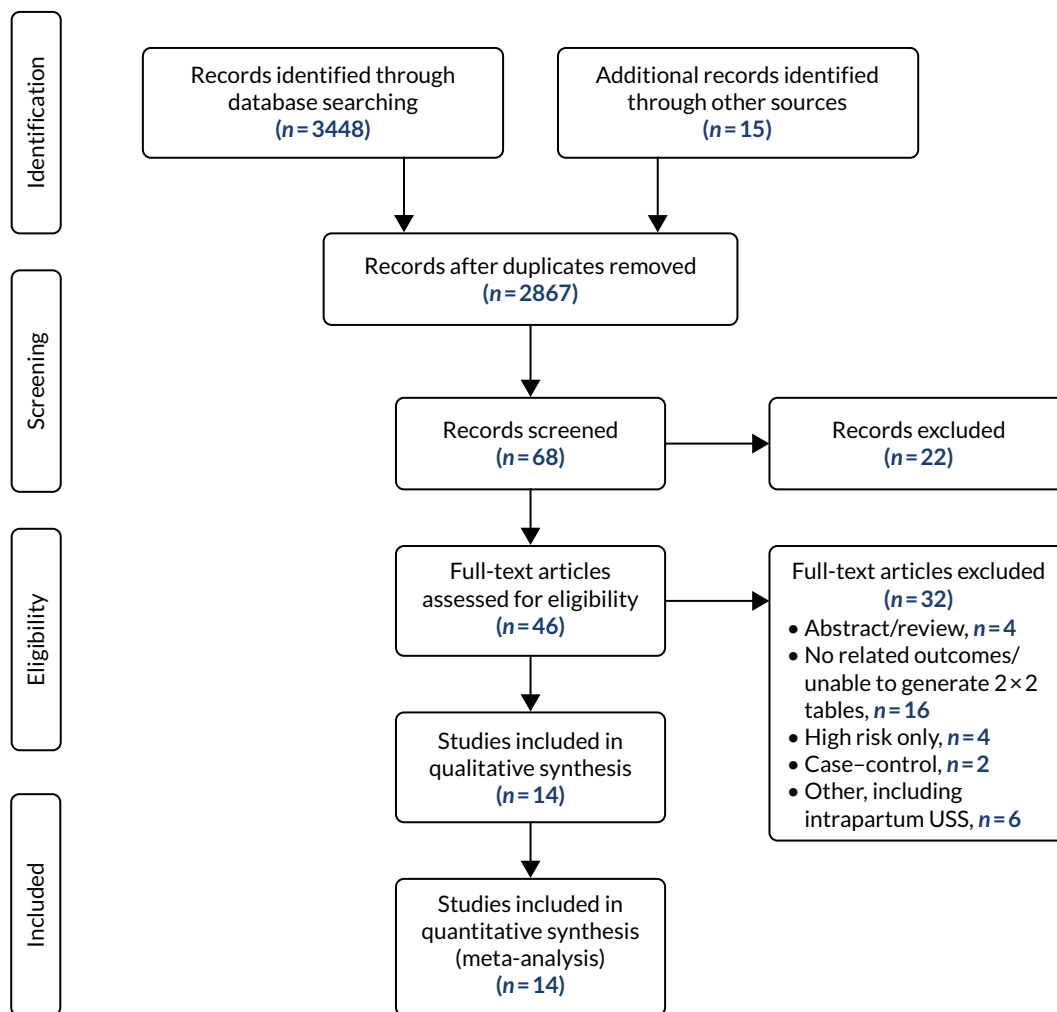 Identification
Records identified through
database searching
(n=3448)
Additional records identified
through other sources
(n=15)
Records after duplicates removed
(n=2867)
Screening
Records screened
(n=68)
Records excluded
(n=22)
Eligibility
Full-text articles
assessed for eligibility
(n=46)
Full-text articles excluded
(n=32)
• Abstract/review, n=4
• No related outcomes/
unable to generate 2×2
tables, n=16
• High risk only, n=4
• Case–control, n=2
• Other, including
intrapartum USS, n=6
Studies included in
qualitative synthesis
(n=14)
Included
Studies included in
quantitative synthesis
(meta-analysis)
(n=14)